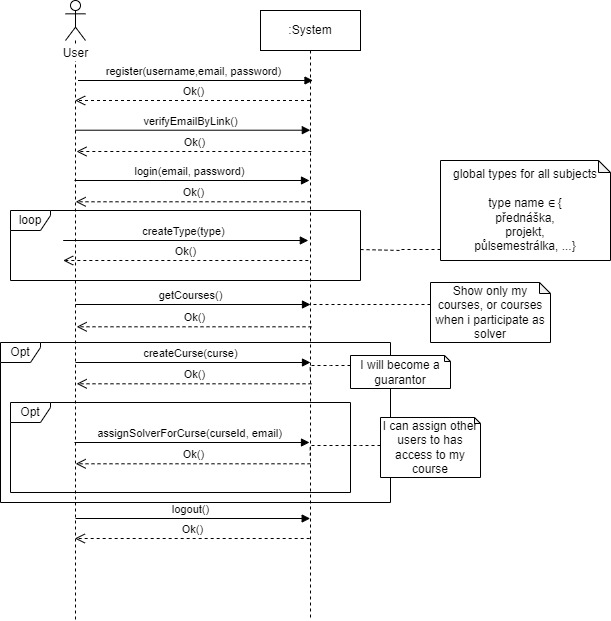 User
:System
register(username,email, password)
Ok()
verifyEmailByLink()
Ok()
login(email, password)
Ok()
loop
createType(type)
Ok()
global types for all subjects
type name ∈ {
přednáška,
projekt,
půlsemestrálka, ...}
getCourses()
Ok()
Show only my
courses, or courses
when i participate as
solver
Opt
createCurse(curse)
Ok()
I will become a
guarantor
Opt
assignSolverForCurse(curseId, email)
Ok()
I can assign other
users to has
access to my
course
logout()
Ok()